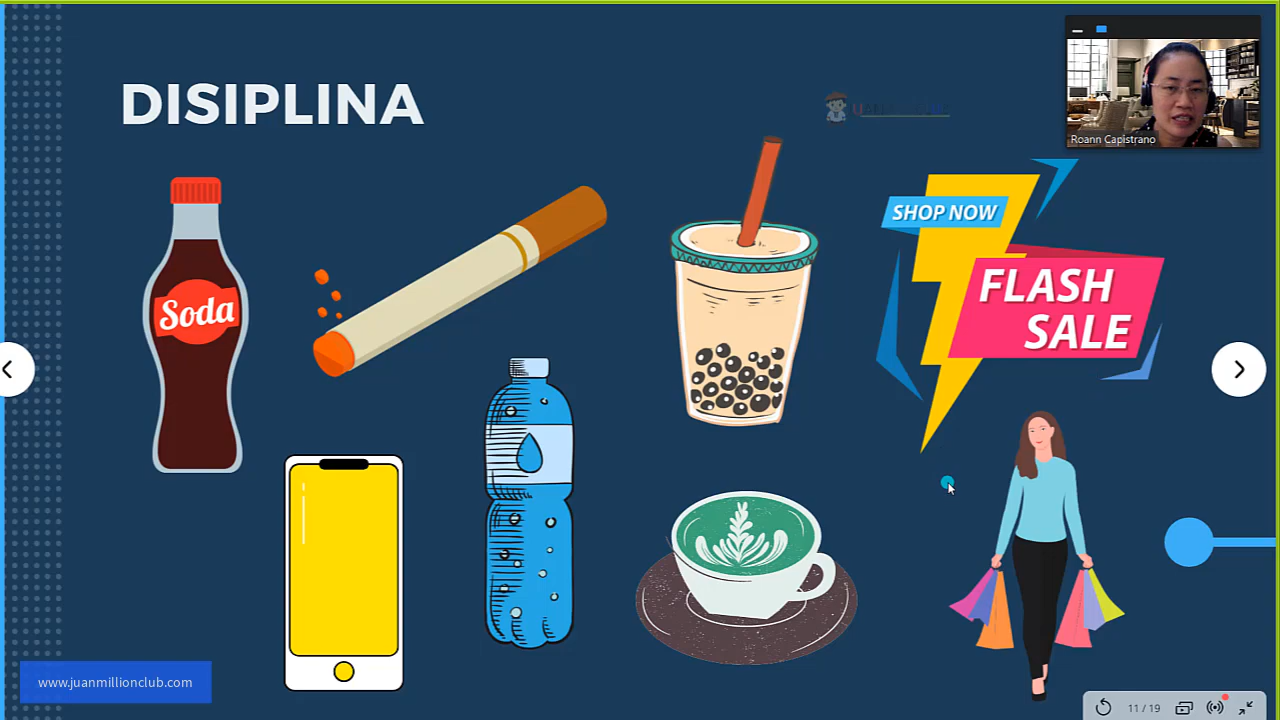 DISIPLINA
Roann Capistrano
SHOP NOW
FLASH
SALE
Soda
www.juanmillionclub.com
11 / 19